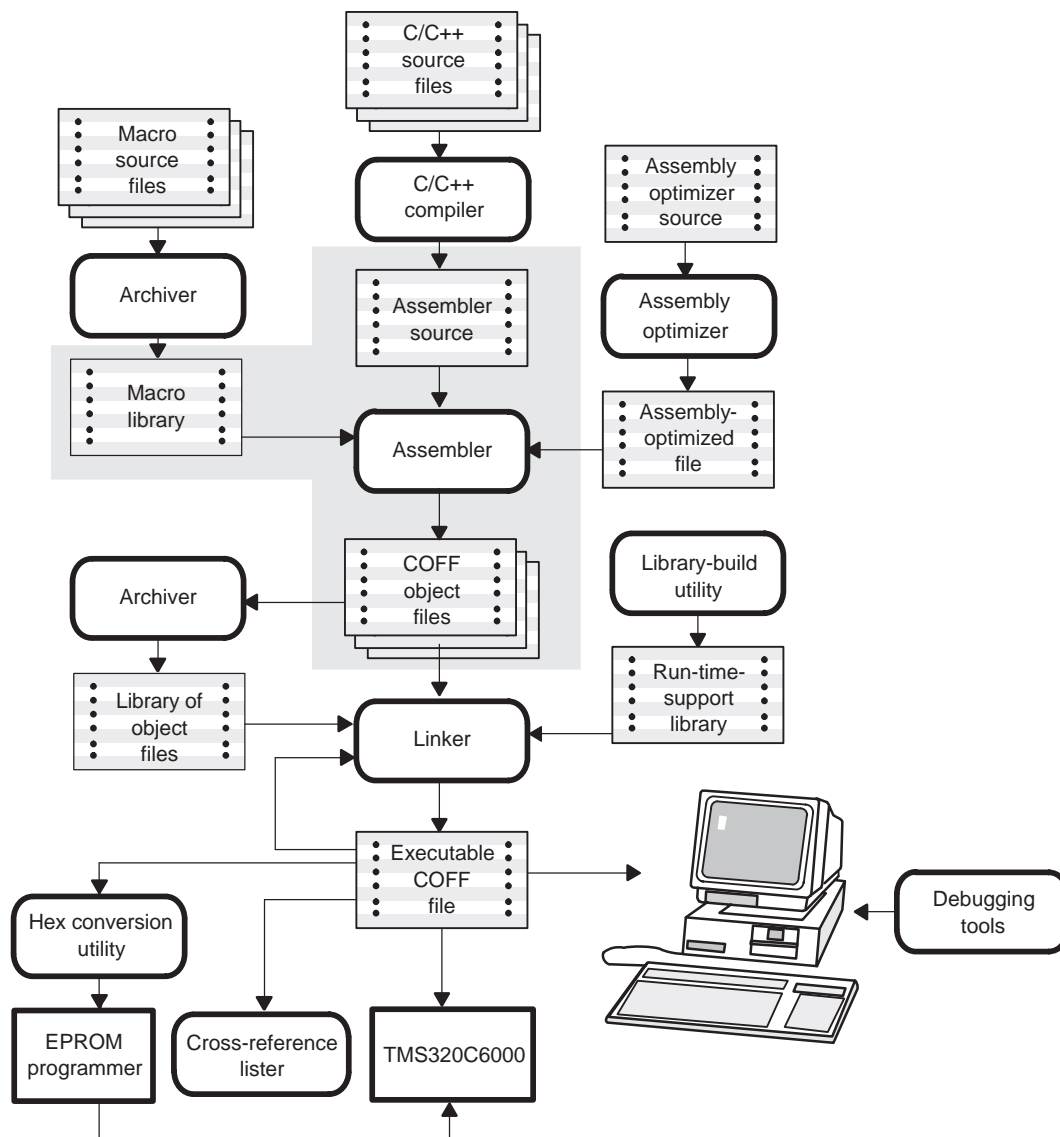 C/C++
source
files
Macro
source
files
C/C++
compiler
Assembly
optimizer
source
Archiver
Assembler
source
Assembly
optimizer
Macro
library
Assembler
Assembly-
optimized
file
Archiver
COFF
object
files
Library-build
utility
Library of
object
files
Linker
Run-time-
support
library
Executable
COFF
file
Hex conversion
utility
Debugging
tools
EPROM
programmer
Cross-reference
lister
TMS320C6000